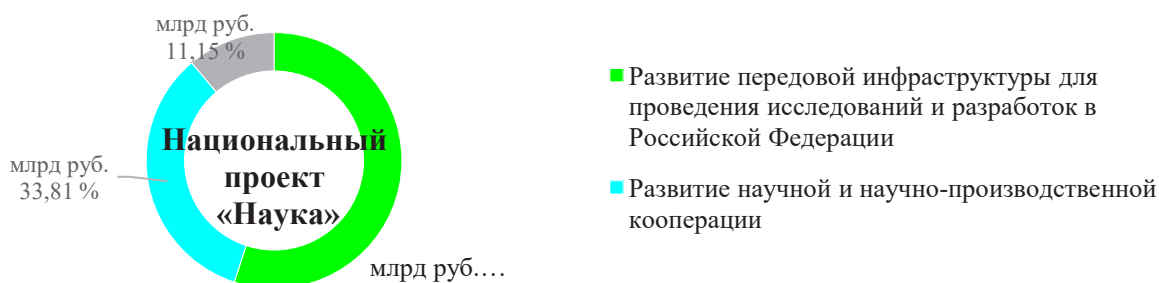 млрд руб.
11,15 %
млрд руб.
33,81 %
Национальный
проект
«Наука»
млрд руб.…
Развитие передовой инфраструктуры для
проведения исследований и разработок в
Российской Федерации
Развитие научной и научно-производственной
кооперации